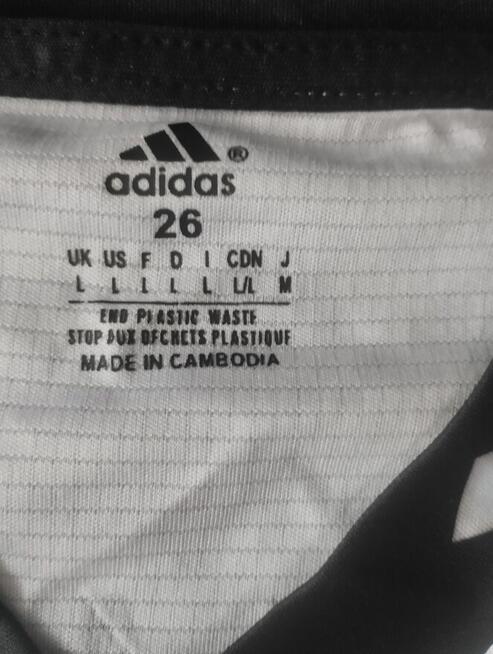 ®
adidas
26
UK US F D I CDN J
L L L L L L/L M
END PLASTIC WASTE
STOP AUX DECHETS PLASTIQUE
MADE IN CAMBODIA